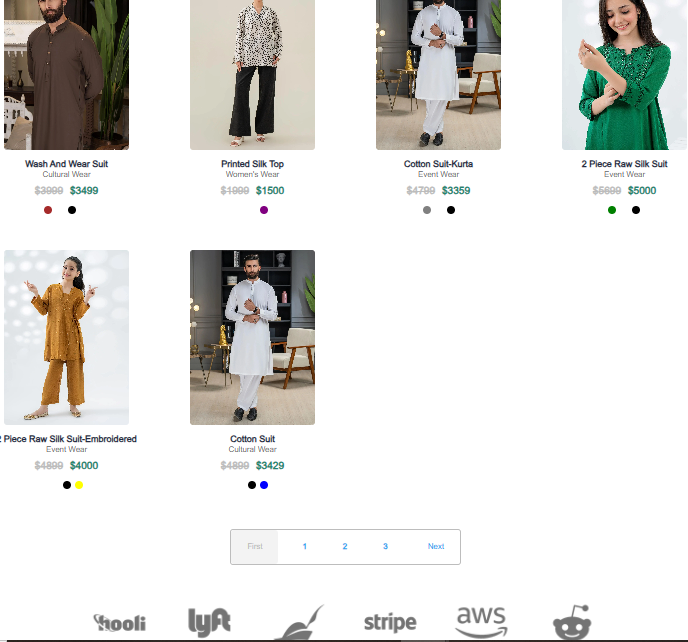 Wash And Wear Suit
Cultural Wear
$3999 $3499
Printed Silk Top
Women's Wear
$1999 $1500
Cotton Suit-Kurta
Event Wear
$4799 $3359
2 Piece Raw Silk Suit
Event Wear
$5699 $5000
2 Piece Raw Silk Suit-Embroidered
Event Wear
$4899 $4000
Cotton Suit
Cultural Wear
$4899 $3429
First 1 2 3 Next
hooli lyft stripe aws